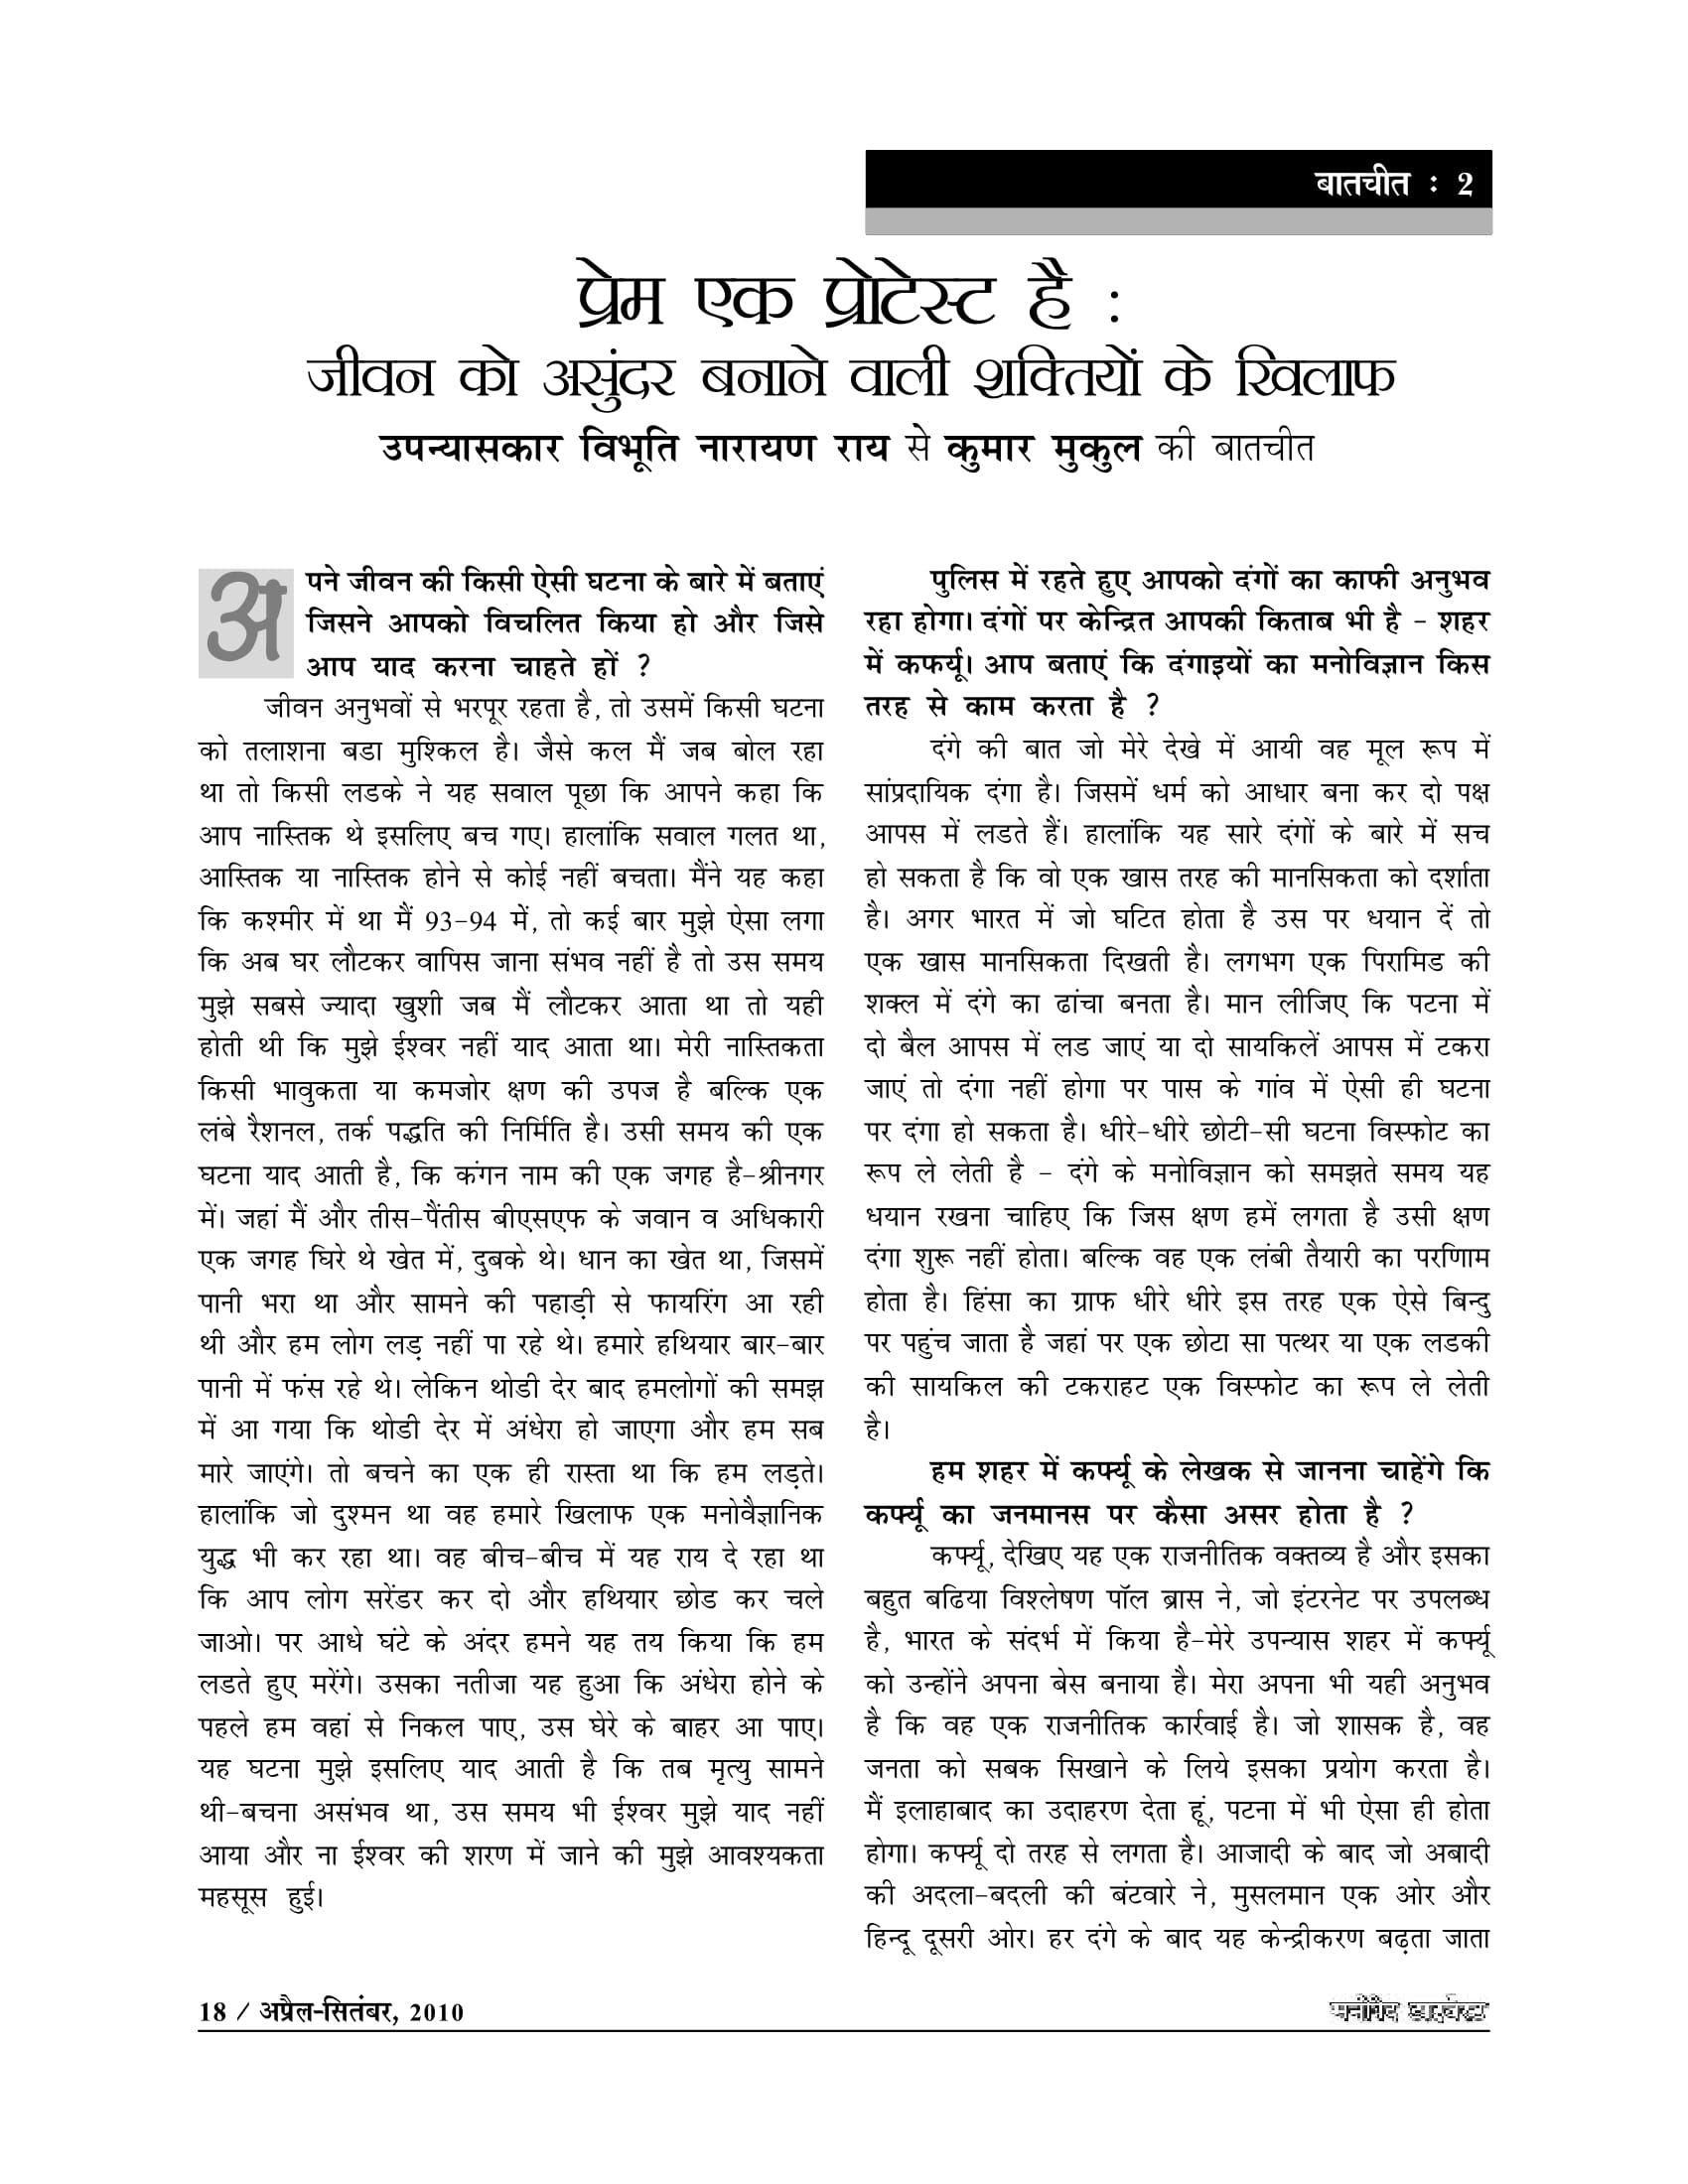 बातचीत : 2
प्रेम एक प्रोटेस्ट है :
जीवन को असुंदर बनाने वाली शक्तियों के खिलाफ
उपन्यासकार विभूति नारायण राय से कुमार मुकुल की बातचीत
अपने जीवन की किसी ऐसी घटना के बारे में बताएं
जिसने आपको विचलित किया हो और जिसे
आप याद करना चाहते हों ?
जीवन अनुभवों से भरपूर रहता है, तो उसमें किसी घटना
को तलाशना बडा मुश्किल है। जैसे कल मैं जब बोल रहा
था तो किसी लडके ने यह सवाल पूछा कि आपने कहा कि
आप नास्तिक थे इसलिए बच गए। हालांकि सवाल गलत था,
आस्तिक या नास्तिक होने से कोई नहीं बचता। मैंने यह कहा
कि कश्मीर में था मैं 93-94 में, तो कई बार मुझे ऐसा लगा
कि अब घर लौटकर वापिस जाना संभव नहीं है तो उस समय
मुझे सबसे ज्यादा खुशी जब मैं लौटकर आता था तो यही
होती थी कि मुझे ईश्वर नहीं याद आता था। मेरी नास्तिकता
किसी भावुकता या कमजोर क्षण की उपज है बल्कि एक
लंबे रैशनल, तर्क पद्धति की निर्मिति है। उसी समय की एक
घटना याद आती है, कि कंगन नाम की एक जगह है-श्रीनगर
में। जहां मैं और तीस-पैंतीस बीएसएफ के जवान व अधिकारी
एक जगह घिरे थे खेत में, दुबके थे। धान का खेत था, जिसमें
पानी भरा था और सामने की पहाड़ी से फायरिंग आ रही
थी और हम लोग लड़ नहीं पा रहे थे। हमारे हथियार बार-बार
पानी में फंस रहे थे। लेकिन थोडी देर बाद हमलोगों की समझ
में आ गया कि थोडी देर में अंधेरा हो जाएगा और हम सब
मारे जाएंगे। तो बचने का एक ही रास्ता था कि हम लड़ते।
हालांकि जो दुश्मन था वह हमारे खिलाफ एक मनोवैज्ञानिक
युद्ध भी कर रहा था। वह बीच-बीच में यह राय दे रहा था
कि आप लोग सरेंडर कर दो और हथियार छोड कर चले
जाओ। पर आधे घंटे के अंदर हमने यह तय किया कि हम
लडते हुए मरेंगे। उसका नतीजा यह हुआ कि अंधेरा होने के
पहले हम वहां से निकल पाए, उस घेरे के बाहर आ पाए।
यह घटना मुझे इसलिए याद आती है कि तब मृत्यु सामने
थी-बचना असंभव था, उस समय भी ईश्वर मुझे याद नहीं
आया और ना ईश्वर की शरण में जाने की मुझे आवश्यकता
महसूस हुई।
पुलिस में रहते हुए आपको दंगों का काफी अनुभव
रहा होगा। दंगों पर केन्द्रित आपकी किताब भी है - शहर
में कफर्यू। आप बताएं कि दंगाइयों का मनोविज्ञान किस
तरह से काम करता है ?
दंगे की बात जो मेरे देखे में आयी वह मूल रूप में
सांप्रदायिक दंगा है। जिसमें धर्म को आधार बना कर दो पक्ष
आपस में लडते हैं। हालांकि यह सारे दंगों के बारे में सच
हो सकता है कि वो एक खास तरह की मानसिकता को दर्शाता
है। अगर भारत में जो घटित होता है उस पर धयान दें तो
एक खास मानसिकता दिखती है। लगभग एक पिरामिड की
शक्ल में दंगे का ढांचा बनता है। मान लीजिए कि पटना में
दो बैल आपस में लड जाएं या दो सायकिलें आपस में टकरा
जाएं तो दंगा नहीं होगा पर पास के गांव में ऐसी ही घटना
पर दंगा हो सकता है। धीरे-धीरे छोटी-सी घटना विस्फोट का
रूप ले लेती है - दंगे के मनोविज्ञान को समझते समय यह
धयान रखना चाहिए कि जिस क्षण हमें लगता है उसी क्षण
दंगा शुरू नहीं होता। बल्कि वह एक लंबी तैयारी का परणिाम
होता है। हिंसा का ग्राफ धीरे धीरे इस तरह एक ऐसे बिन्दु
पर पहुंच जाता है जहां पर एक छोटा सा पत्थर या एक लडकी
की सायकिल की टकराहट एक विस्फोट का रूप ले लेती
है।
हम शहर में कर्फ्यू के लेखक से जानना चाहेंगे कि
कर्फ्यू का जनमानस पर कैसा असर होता है ?
कर्फ्यू, देखिए यह एक राजनीतिक वक्तव्य है और इसका
बहुत बढिया विश्लेषण पॉल ब्रास ने, जो इंटरनेट पर उपलब्ध
है, भारत के संदर्भ में किया है-मेरे उपन्यास शहर में कर्फ्यू
को उन्होंने अपना बेस बनाया है। मेरा अपना भी यही अनुभव
है कि वह एक राजनीतिक कार्रवाई है। जो शासक है, वह
जनता को सबक सिखाने के लिये इसका प्रयोग करता है।
मैं इलाहाबाद का उदाहरण देता हूं, पटना में भी ऐसा ही होता
होगा। कर्फ्यू दो तरह से लगता है। आजादी के बाद जो अबादी
की अदला-बदली की बंटवारे ने, मुसलमान एक ओर और
हिन्दू दूसरी ओर। हर दंगे के बाद यह केन्द्रीकरण बढ़ता जाता
18 / अप्रैल-सितंबर, 2010